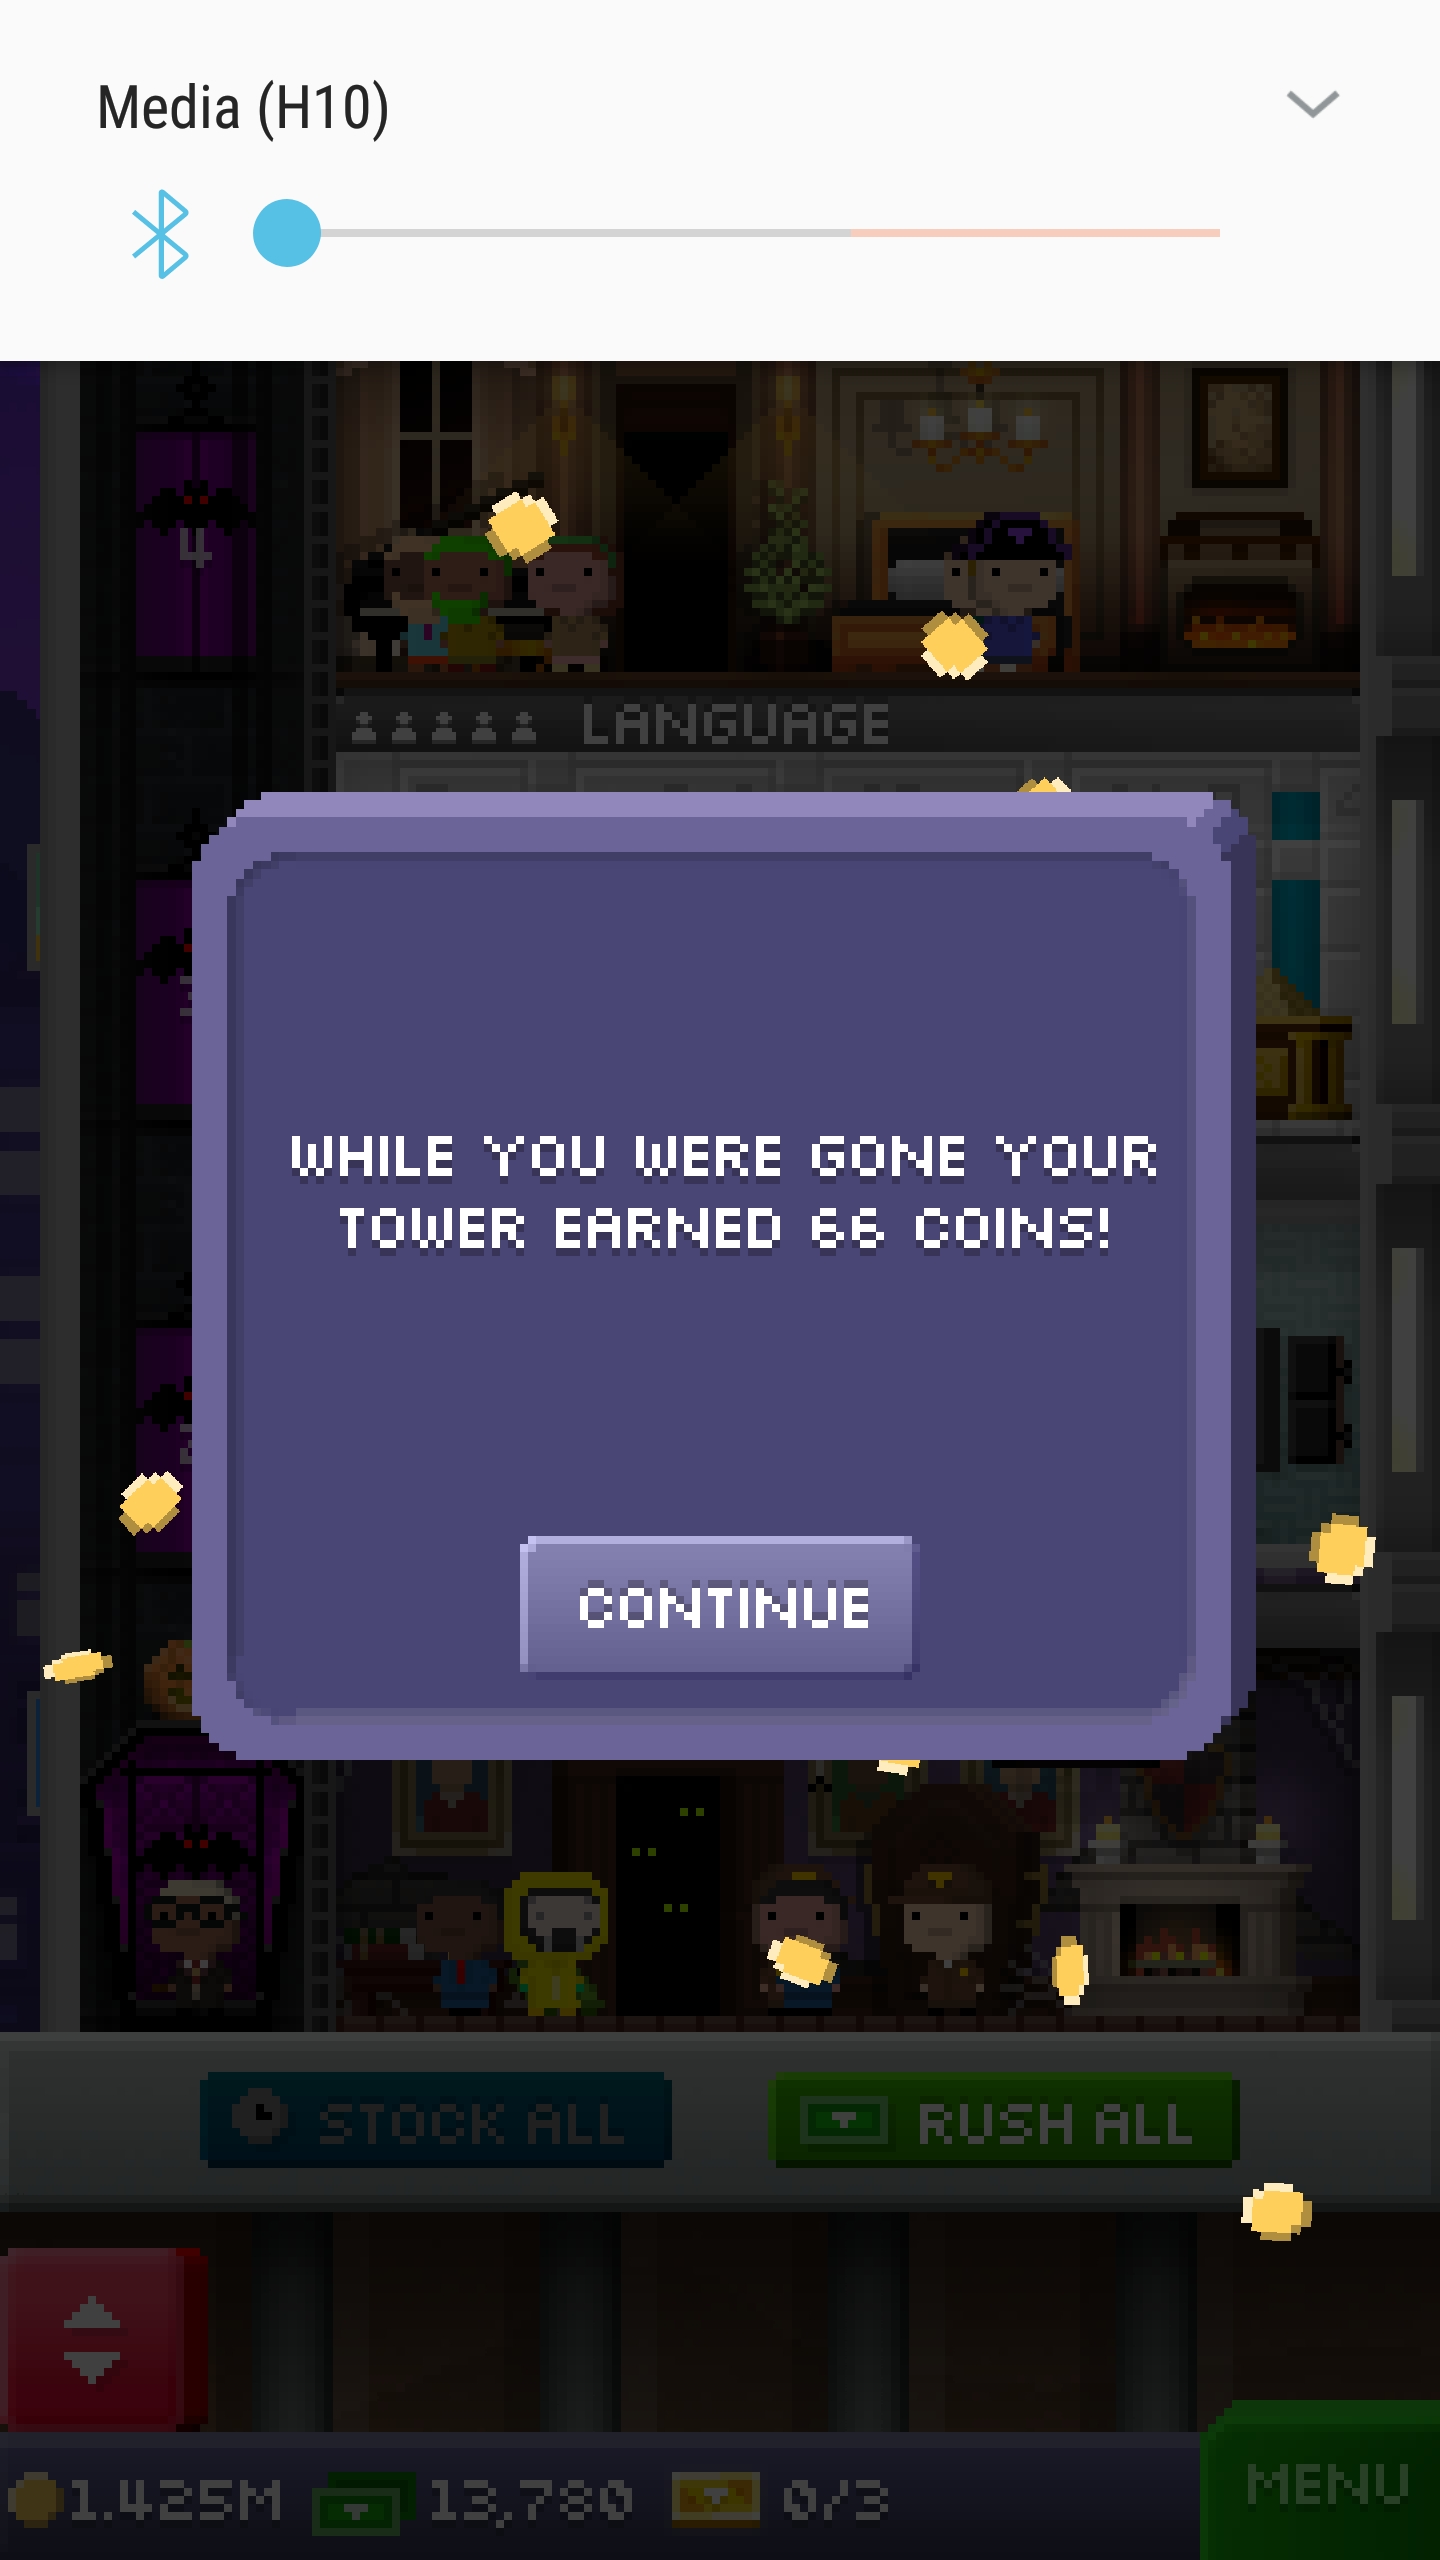 Media (H10)
4
LANGUAGE
WHILE YOU WERE GONE YOUR
TOWER EARNED 66 COINS!
CONTINUE
STOCK ALL
RUSH ALL
1.425M
13,780
0/3
MENU